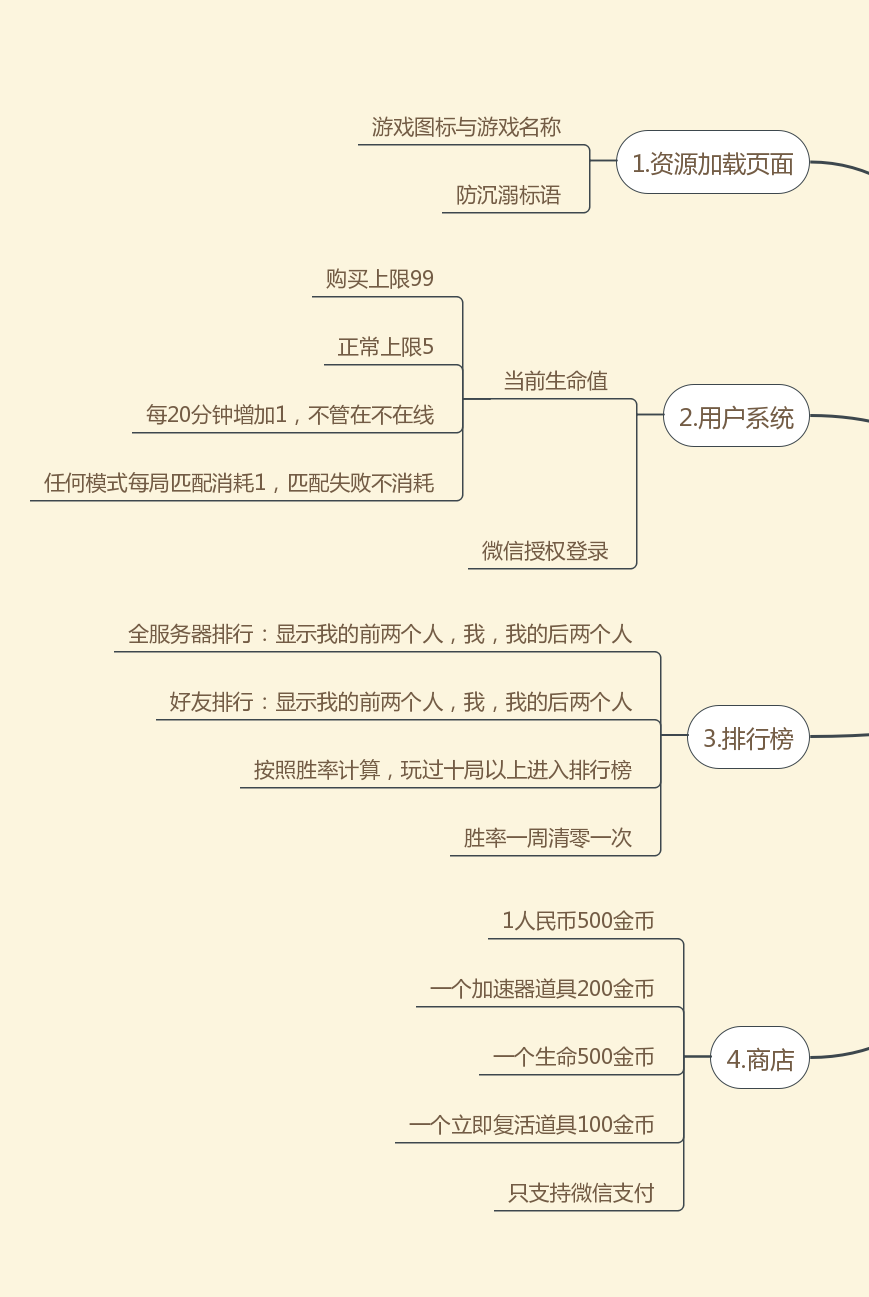 游戏图标与游戏名称
防沉溺标语
1.资源加载页面
购买上限99
正常上限5
每20分钟增加1，不管在不在线
任何模式每局匹配消耗1，匹配失败不消耗
当前生命值
微信授权登录
2.用户系统
全服务器排行：显示我的前两个人，我，我的后两个人
好友排行：显示我的前两个人，我，我的后两个人
按照胜率计算，玩过十局以上进入排行榜
胜率一周清零一次
3.排行榜
1人民币500金币
一个加速器道具200金币
一个生命500金币
一个立即复活道具100金币
只支持微信支付
4.商店